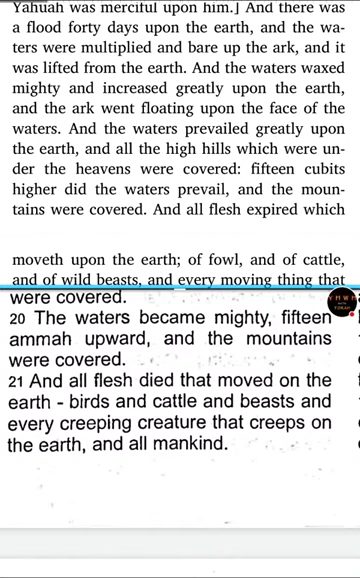 Yahuah was merciful upon him.] And there was
a flood forty days upon the earth, and the wa-
ters were multiplied and bare up the ark, and it
was lifted from the earth. And the waters waxed
mighty and increased greatly upon the earth,
and the ark went floating upon the face of the
waters. And the waters prevailed greatly upon
the earth, and all the high hills which were un-
der the heavens were covered: fifteen cubits
higher did the waters prevail, and the moun-
tains were covered. And all flesh expired which
moveth upon the earth; of fowl, and of cattle,
and of wild beasts, and every moving thing that
were covered.
20 The waters became mighty, fifteen
ammah upward, and the mountains
were covered.
21 And all flesh died that moved on the
earth - birds and cattle and beasts and
every creeping creature that creeps on
the earth, and all mankind.